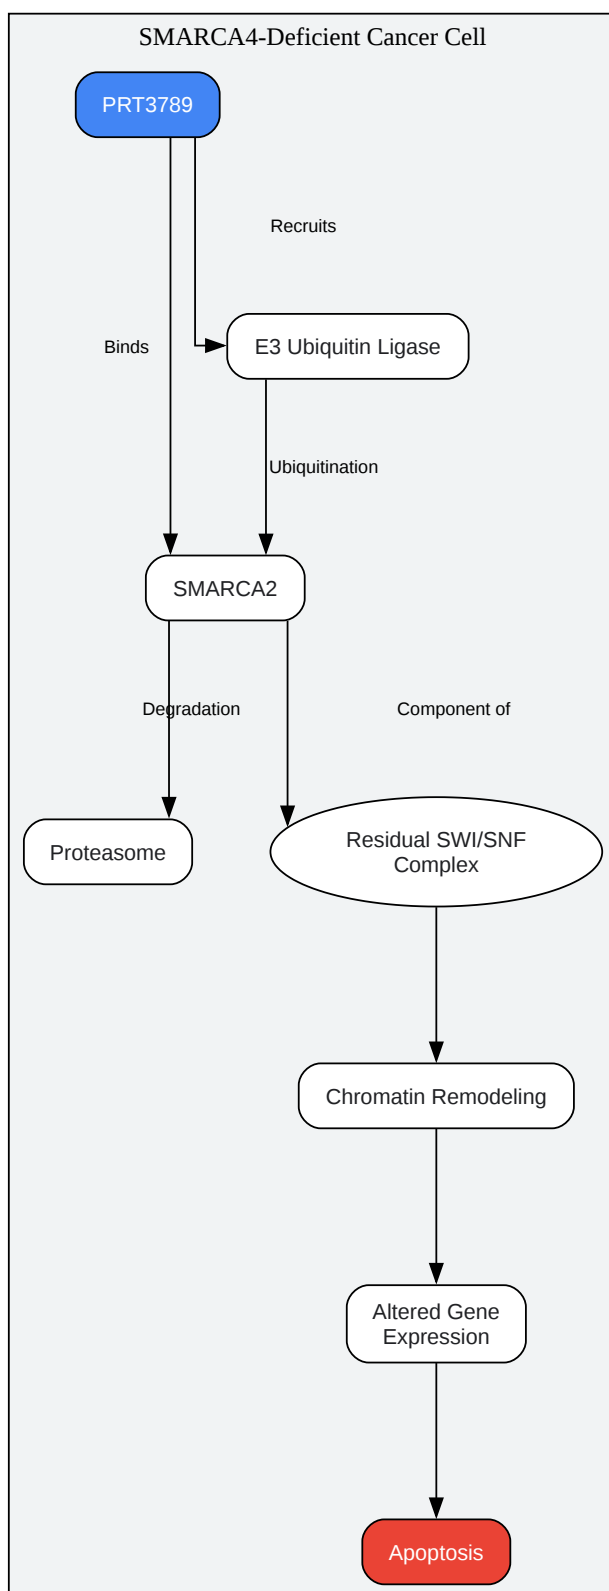 SMARCA4-Deficient Cancer Cell
PRT3789
Recruits
Binds
E3 Ubiquitin Ligase
Ubiquitination
SMARCA2
Degradation
Component of
Proteasome
Residual SWI/SNF
Complex
Chromatin Remodeling
Altered Gene
Expression
Apoptosis